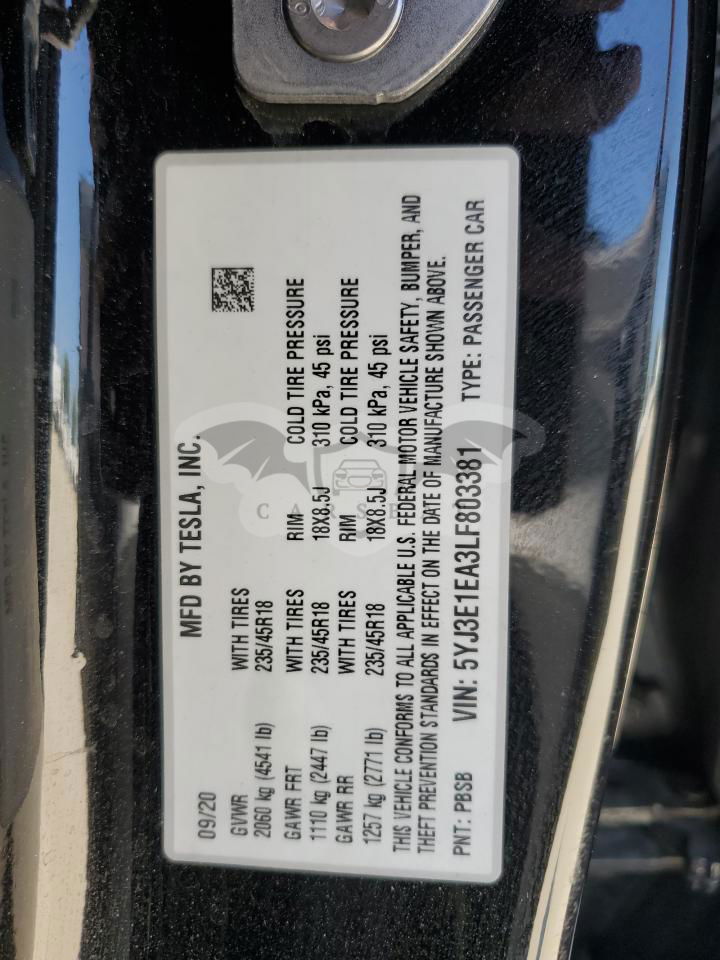 09/20 MFD BY TESLA, INC.
GVWR WITH TIRES
2060 kg (4541 lb) 235/45R18
GAWR FRT WITH TIRES RIM COLD TIRE PRESSURE
1110 kg (2447 lb) 235/45R18 18X8.5J 310 kPa, 45 psi
GAWR RR WITH TIRES RIM COLD TIRE PRESSURE
1257 kg (2771 lb) 235/45R18 18X8.5J 310 kPa, 45 psi
THIS VEHICLE CONFORMS TO ALL APPLICABLE U.S. FEDERAL MOTOR VEHICLE SAFETY, BUMPER, AND
THEFT PREVENTION STANDARDS IN EFFECT ON THE DATE OF MANUFACTURE SHOWN ABOVE.
PNT: PBSB VIN: 5YJ3E1EA3LF803381 TYPE: PASSENGER CAR